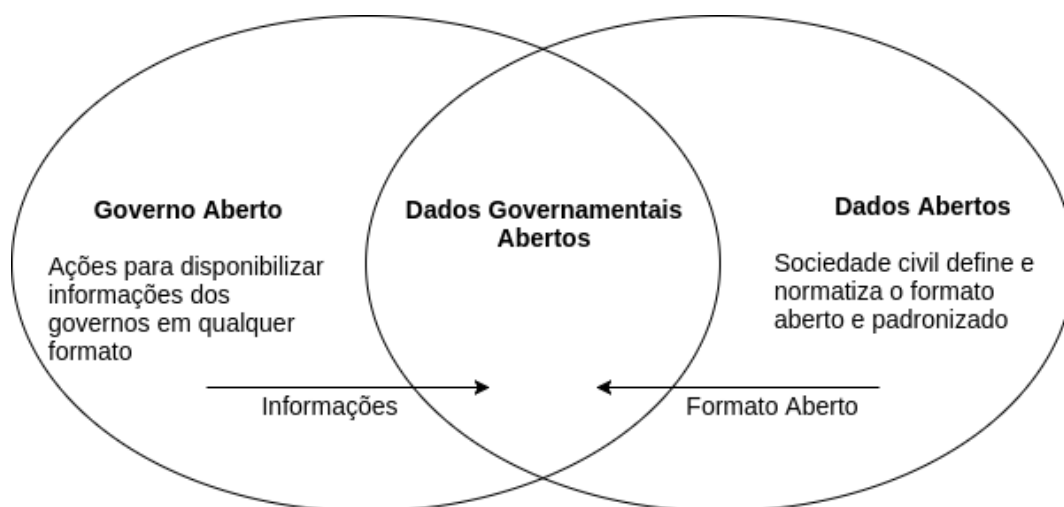 Governo Aberto
Ações para disponibilizar
informações dos
governos em qualquer
formato
Informações
Dados Governamentais
Abertos
Dados Abertos
Sociedade civil define e
normatiza o formato
aberto e padronizado
Formato Aberto